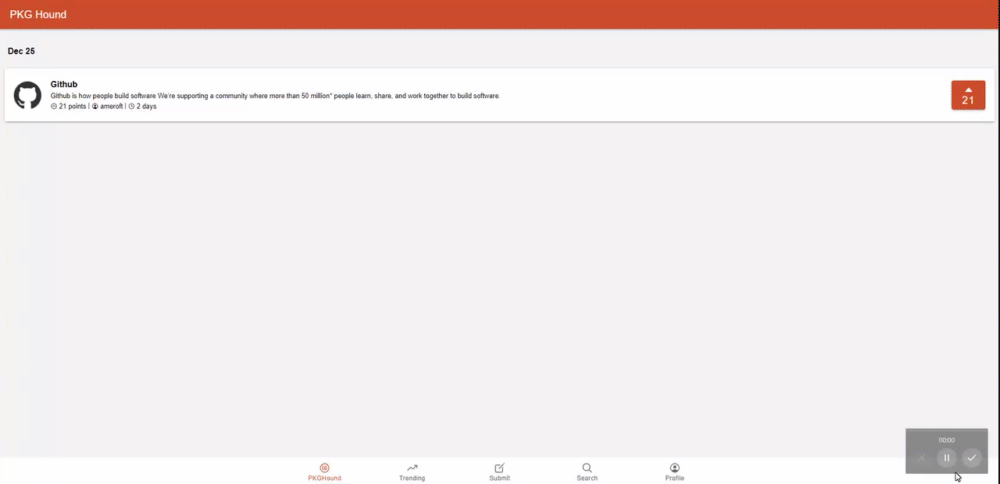 PKG Hound
Dec 25
Github
Github is how people build software We're supporting a community where more than 50 million* people learn, share, and work together to build software.
21 points | ameroft | 2 days
21
00:00
PKGHound Trending Submit Search Profile